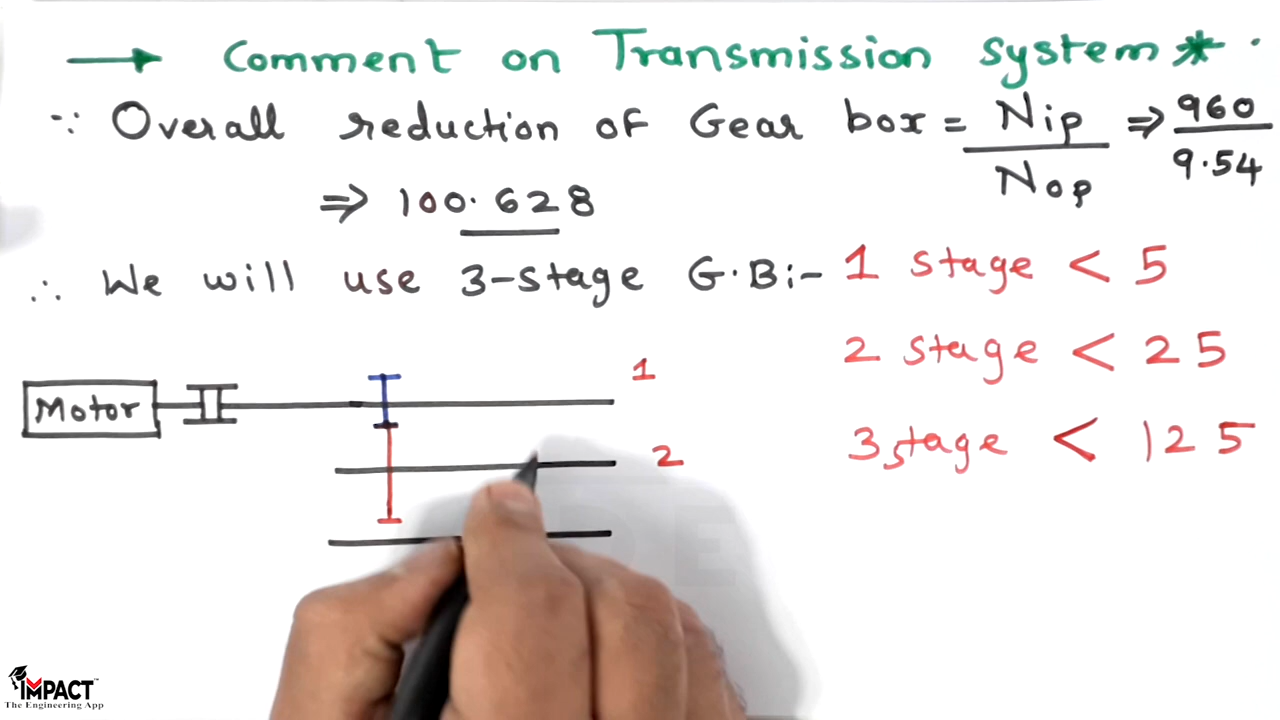 → Comment on Transmission system * .
∵ Overall reduction of Gear box = Nip / Nop ⇒ 960 / 9.54
⇒ 100.628
∴ We will use 3-stage G.B:-
1 stage < 5
2 stage < 25
3 stage < 125
Motor
1
2
IMPACT
The Engineering App